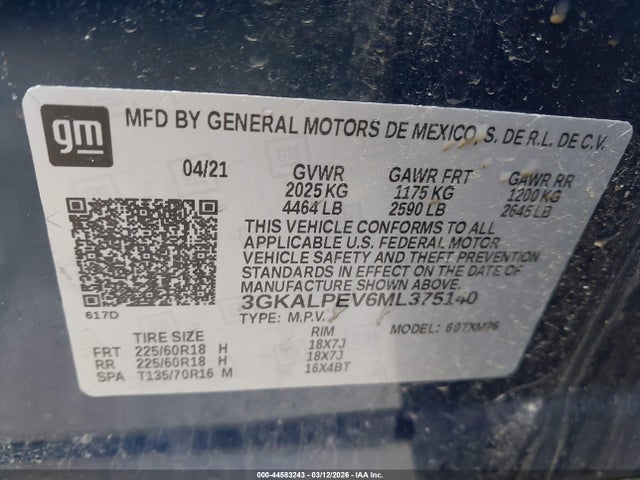 gm
MFD BY GENERAL MOTORS DE MEXICO, S. DE R.L. DE C.V.
04/21 GVWR GAWR FRT GAWR RR
2025 KG 1175 KG 1200 KG
4464 LB 2590 LB 2645 LB
THIS VEHICLE CONFORMS TO ALL
APPLICABLE U.S. FEDERAL MOTOR
VEHICLE SAFETY AND THEFT PREVENTION
STANDARDS IN EFFECT ON THE DATE OF
MANUFACTURE SHOWN ABOVE.
3GKALPEV6ML375140
617D
TYPE: M.P.V. MODEL: 6DTXM26
TIRE SIZE RIM
FRT 225/60R18 H 18X7J
RR 225/60R18 H 18X7J
SPA T135/70R16 M 16X4BT
000-44583243 - 03/12/2026 - IAA Inc.